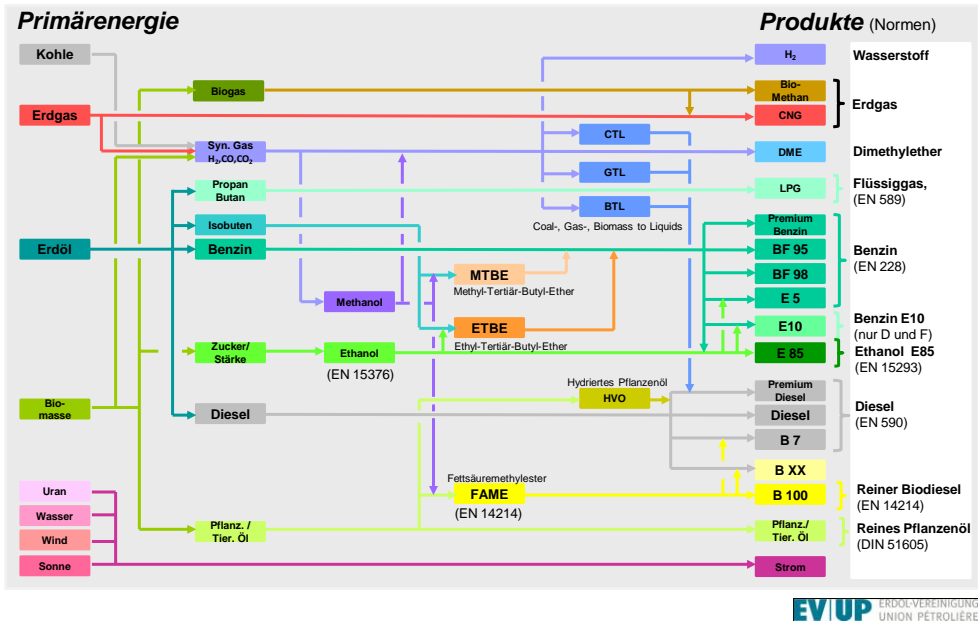 Primärenergie
Produkte (Normen)
Kohle
H2
Wasserstoff
Biogas
Bio-
Methan
Erdgas
Erdgas
CNG
CTL
Syn. Gas
H2,CO,CO2
DME
Dimethylether
GTL
Propan
Butan
LPG
Flüssiggas,
(EN 589)
BTL
Coal-, Gas-, Biomass to Liquids
Isobuten
Premium
Benzin
Erdöl
Benzin
BF 95
Benzin
(EN 228)
MTBE
Methyl-Tertiär-Butyl-Ether
BF 98
Methanol
E 5
ETBE
Ethyl-Tertiär-Butyl-Ether
E10
Benzin E10
(nur D und F)
Zucker/
Stärke
Ethanol
(EN 15376)
E 85
Ethanol E85
(EN 15293)
Hydriertes Pflanzenöl
HVO
Premium
Diesel
Bio-
masse
Diesel
Diesel
Diesel
(EN 590)
B 7
B XX
Fettsäuremethylester
FAME
(EN 14214)
B 100
Reiner Biodiesel
(EN 14214)
Uran
Wasser
Wind
Sonne
Pflanz./
Tier. Öl
Pflanz./
Tier. Öl
Reines Pflanzenöl
(DIN 51605)
Strom
EV UP ERDÖL-VEREINIGUNG
UNION PÉTROLIÈRE